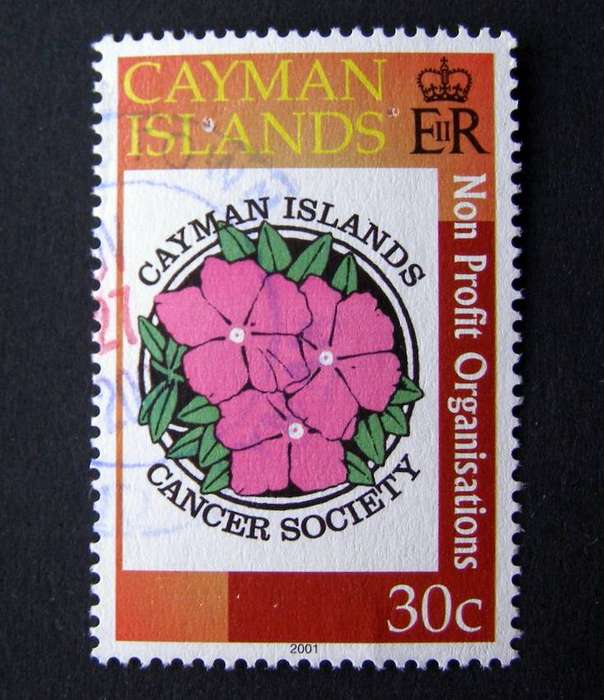 CAYMAN
ISLANDS
EIIR
Non Profit Organisations
CAYMAN ISLANDS
CANCER SOCIETY
30c
2001